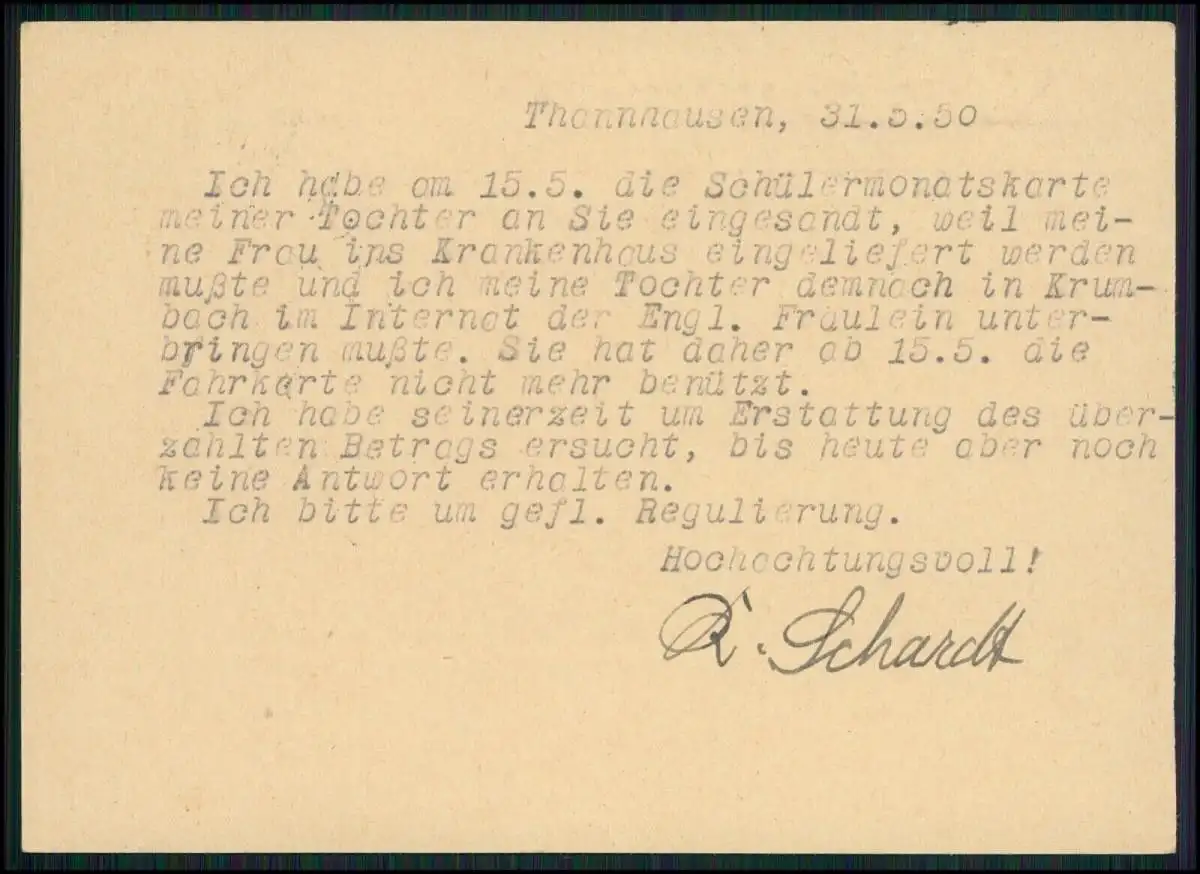 Thannhausen, 31.5.50
Ich habe am 15.5. die Schülermonatskarte
meiner Tochter an Sie eingesandt, weil mei-
ne Frau ins Krankenhaus eingeliefert werden
mußte und ich meine Tochter demnach in Krum-
bach im Internat der Engl. Fräulein unter-
bringen mußte. Sie hat daher ab 15.5. die
Fahrkarte nicht mehr benützt.
Ich habe seinerzeit um Erstattung des über-
zahlten Betrags ersucht, bis heute aber noch
keine Antwort erhalten.
Ich bitte um gefl. Regulierung.
Hochachtungsvoll!
R. Schardt